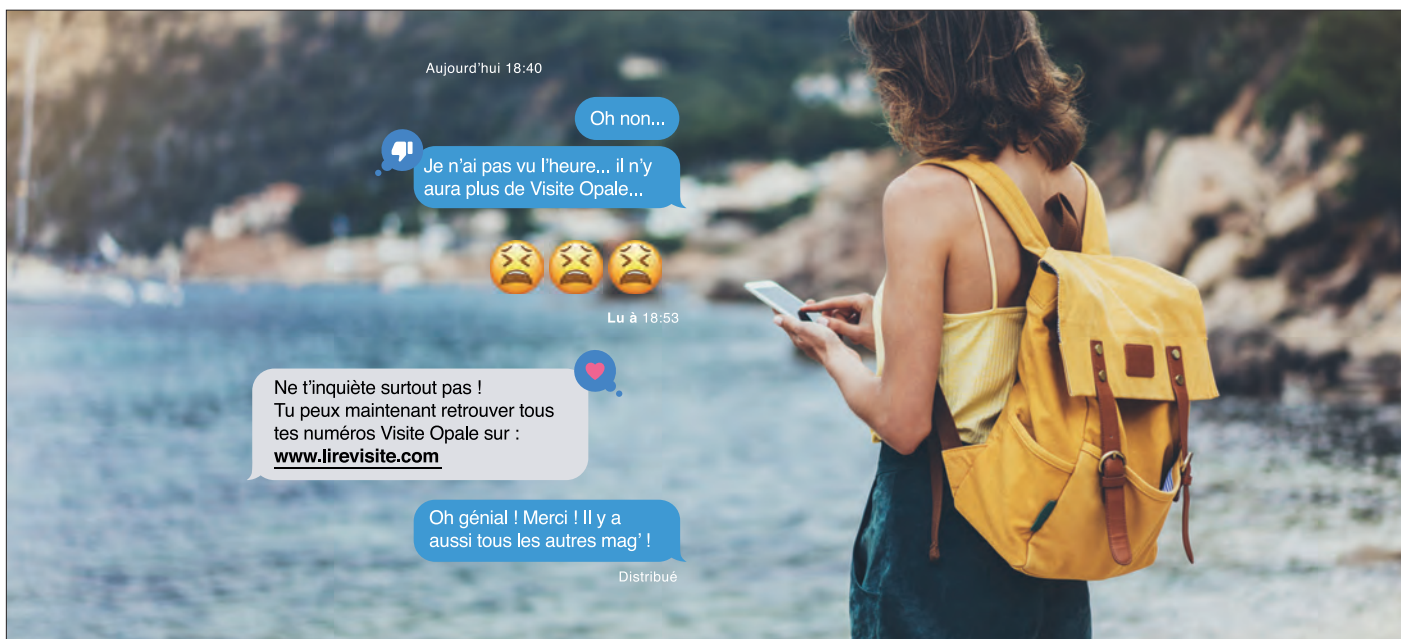 Aujourd'hui 18:40
Oh non...
Je n'ai pas vu l'heure... il n'y
aura plus de Visite Opale...
Lu à 18:53
Ne t'inquiète surtout pas !
Tu peux maintenant retrouver tous
tes numéros Visite Opale sur :
www.lirevisite.com
Oh génial ! Merci ! Il y a
aussi tous les autres mag' !
Distribué